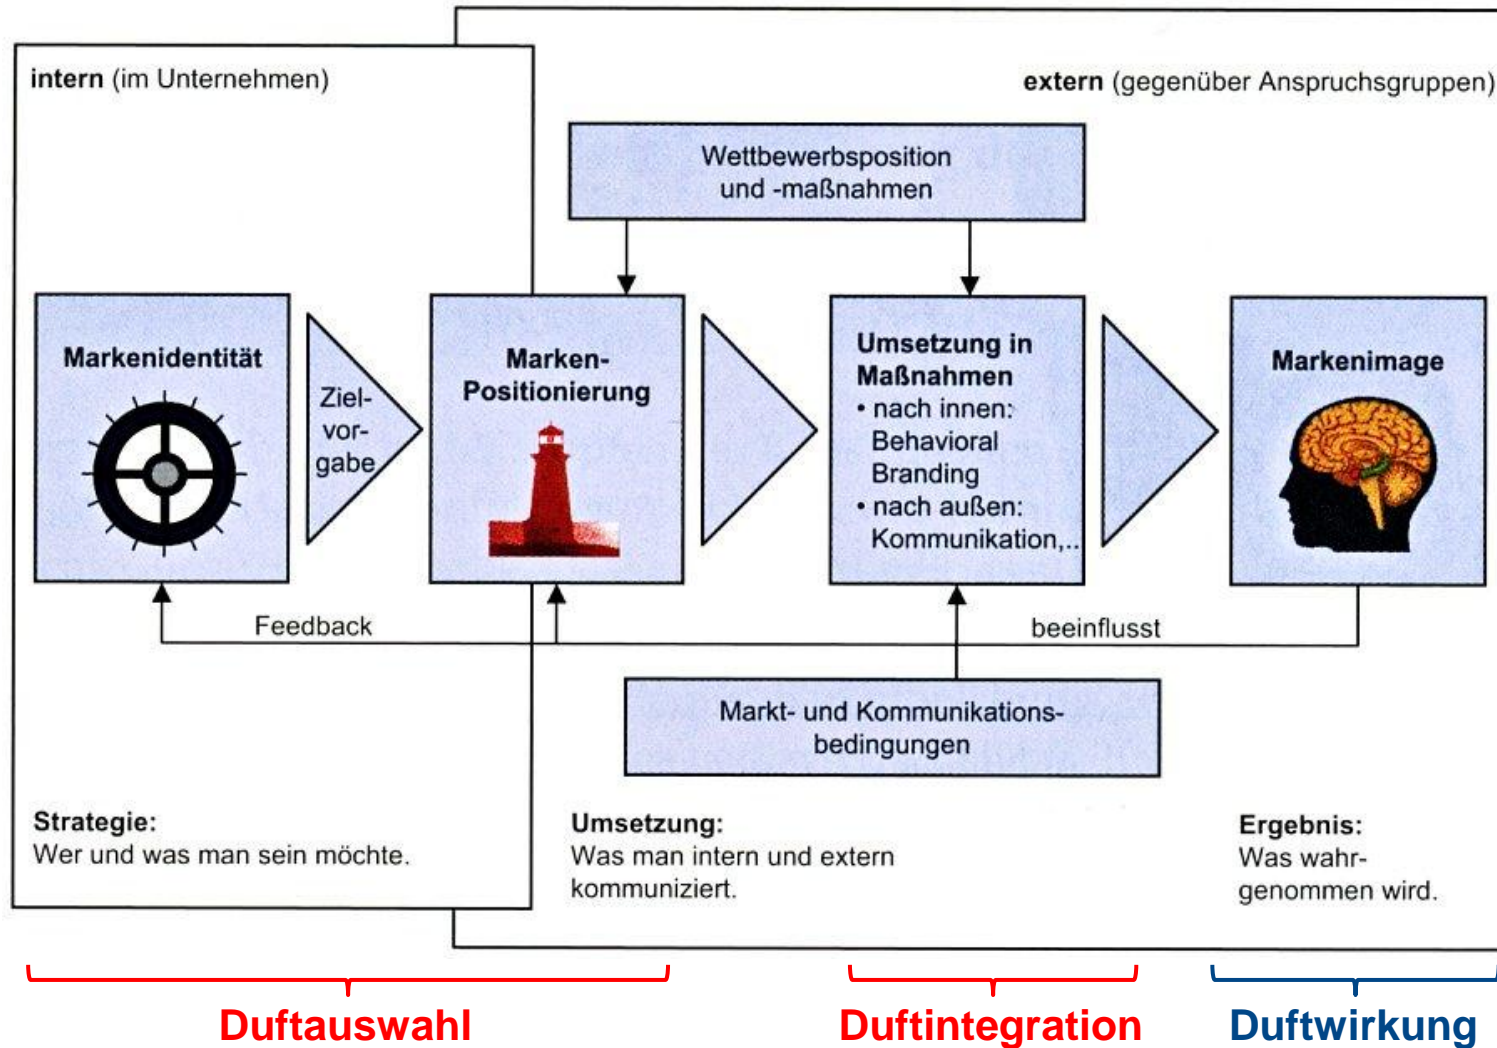 intern (im Unternehmen)
extern (gegenüber Anspruchsgruppen)
Wettbewerbsposition
und -maßnahmen
Markenidentität
Ziel-
vor-
gabe
Marken-
Positionierung
Umsetzung in
Maßnahmen
• nach innen:
Behavioral
Branding
• nach außen:
Kommunikation,..
Markenimage
Feedback
beeinflusst
Markt- und Kommunikations-
bedingungen
Strategie:
Wer und was man sein möchte.
Umsetzung:
Was man intern und extern
kommuniziert.
Ergebnis:
Was wahr-
genommen wird.
Duftauswahl
Duftintegration
Duftwirkung